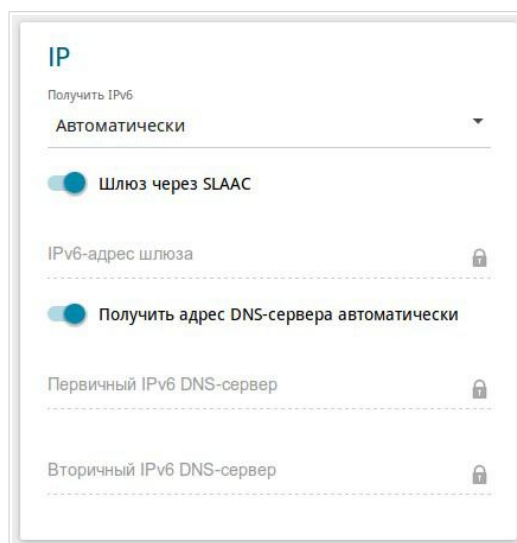 IP
Получить IPv6
Автоматически
Шлюз через SLAAC
IPv6-адрес шлюза
Получить адрес DNS-сервера автоматически
Первичный IPv6 DNS-сервер
Вторичный IPv6 DNS-сервер